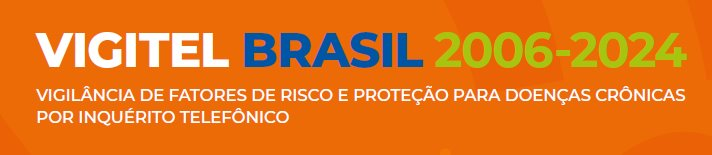 VIGITEL BRASIL 2006-2024
VIGILÂNCIA DE FATORES DE RISCO E PROTEÇÃO PARA DOENÇAS CRÔNICAS
POR INQUÉRITO TELEFÔNICO